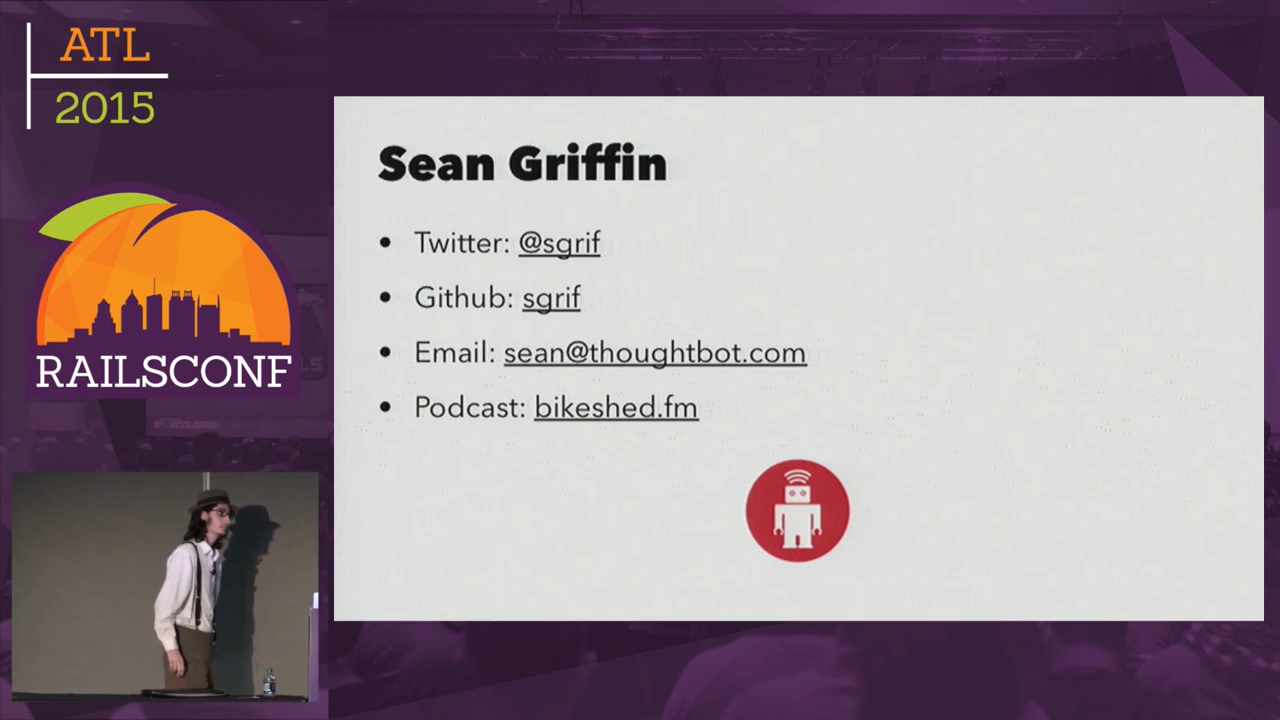 ATL
2015
RAILSCONF
Sean Griffin
• Twitter: @sgrif
• Github: sgrif
• Email: sean@thoughtbot.com
• Podcast: bikeshed.fm